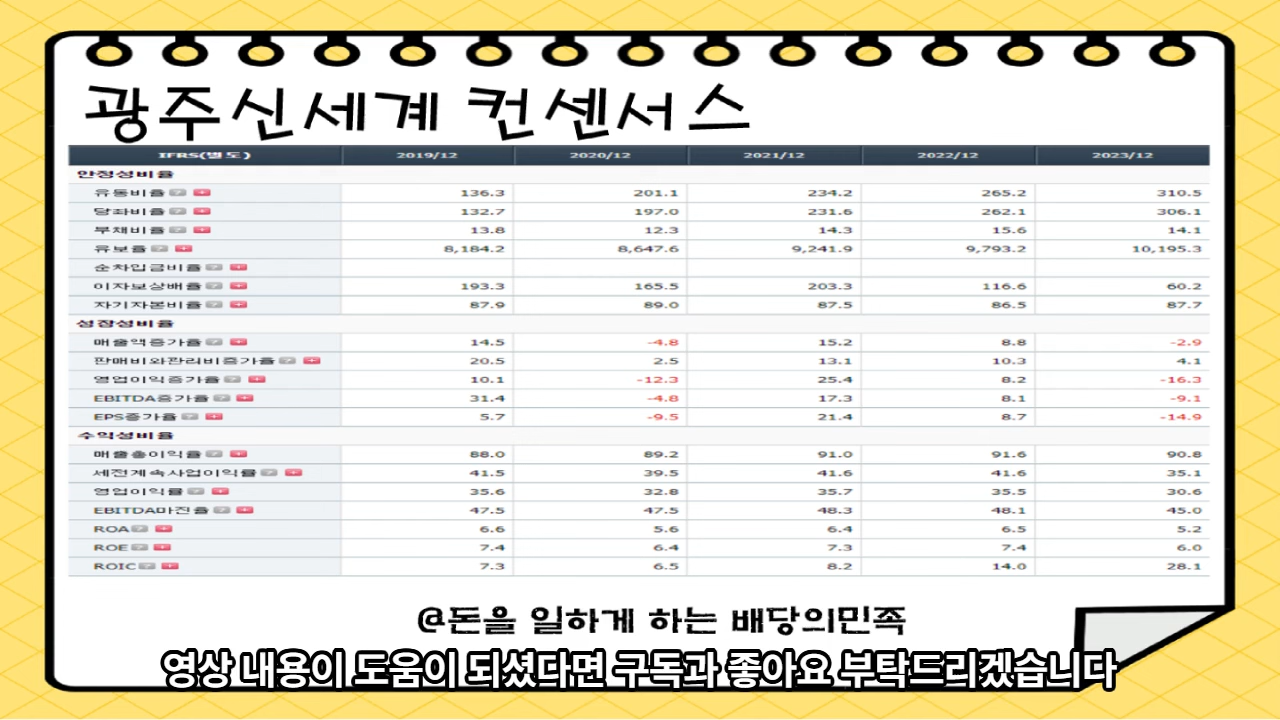 광주신세계 컨센서스
IFRS(별도) 2019/12 2020/12 2021/12 2022/12 2023/12
안정성비율
유동비율 136.3 201.1 234.2 265.2 310.5
당좌비율 132.7 197.0 231.6 262.1 306.1
부채비율 13.8 12.3 14.3 15.6 14.1
유보율 8,184.2 8,647.6 9,241.9 9,793.2 10,195.3
순차입금비율
이자보상배율 193.3 165.5 203.3 116.6 60.2
자기자본비율 87.9 89.0 87.5 86.5 87.7
성장성비율
매출액증가율 14.5 -4.8 15.2 8.8 -2.9
판매비와관리비증가율 20.5 2.5 13.1 10.3 4.1
영업이익증가율 10.1 -12.3 25.4 8.2 -16.3
EBITDA증가율 31.4 -4.8 17.3 8.1 -9.1
EPS증가율 5.7 -9.5 21.4 8.7 -14.9
수익성비율
매출총이익율 88.0 89.2 91.0 91.6 90.8
세전계속사업이익률 41.5 39.5 41.6 41.6 35.1
영업이익률 35.6 32.8 35.7 35.5 30.6
EBITDA마진율 47.5 47.5 48.3 48.1 45.0
ROA 6.6 5.6 6.4 6.5 5.2
ROE 7.4 6.4 7.3 7.4 6.0
ROIC 7.3 6.5 8.2 14.0 28.1
@돈을 일하게 하는 배당의민족
영상 내용이 도움이 되셨다면 구독과 좋아요 부탁드리겠습니다